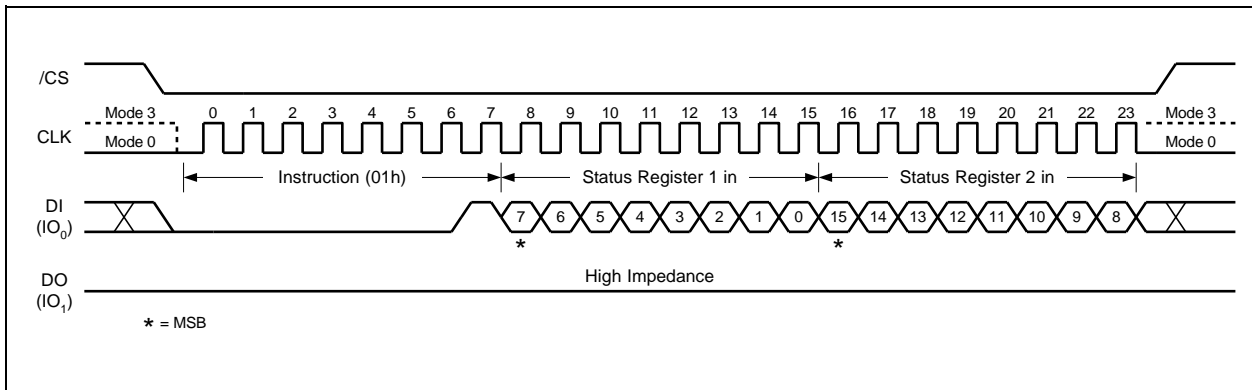 /CS
Mode 3 0 1 2 3 4 5 6 7 8 9 10 11 12 13 14 15 16 17 18 19 20 21 22 23 Mode 3
CLK Mode 0 Mode 0
Instruction (01h) Status Register 1 in Status Register 2 in
DI
(IO0) 7 6 5 4 3 2 1 0 15 14 13 12 11 10 9 8
* *
High Impedance
DO
(IO1)
* = MSB